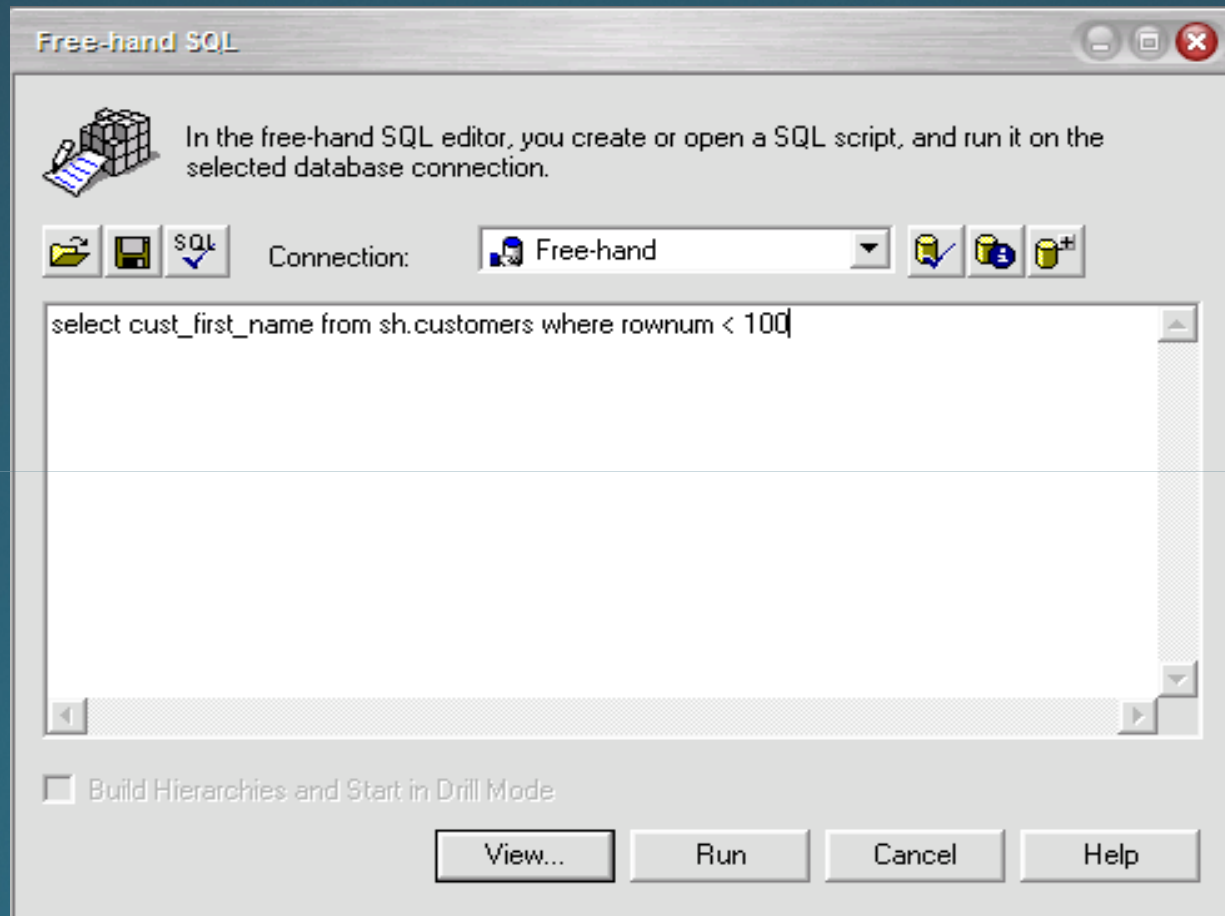 Free-hand SQL
In the free-hand SQL editor, you create or open a SQL script, and run it on the
selected database connection.
SQL
Connection:
Free-hand
select cust_first_name from sh.customers where rownum < 100
Build Hierarchies and Start in Drill Mode
View...
Run
Cancel
Help